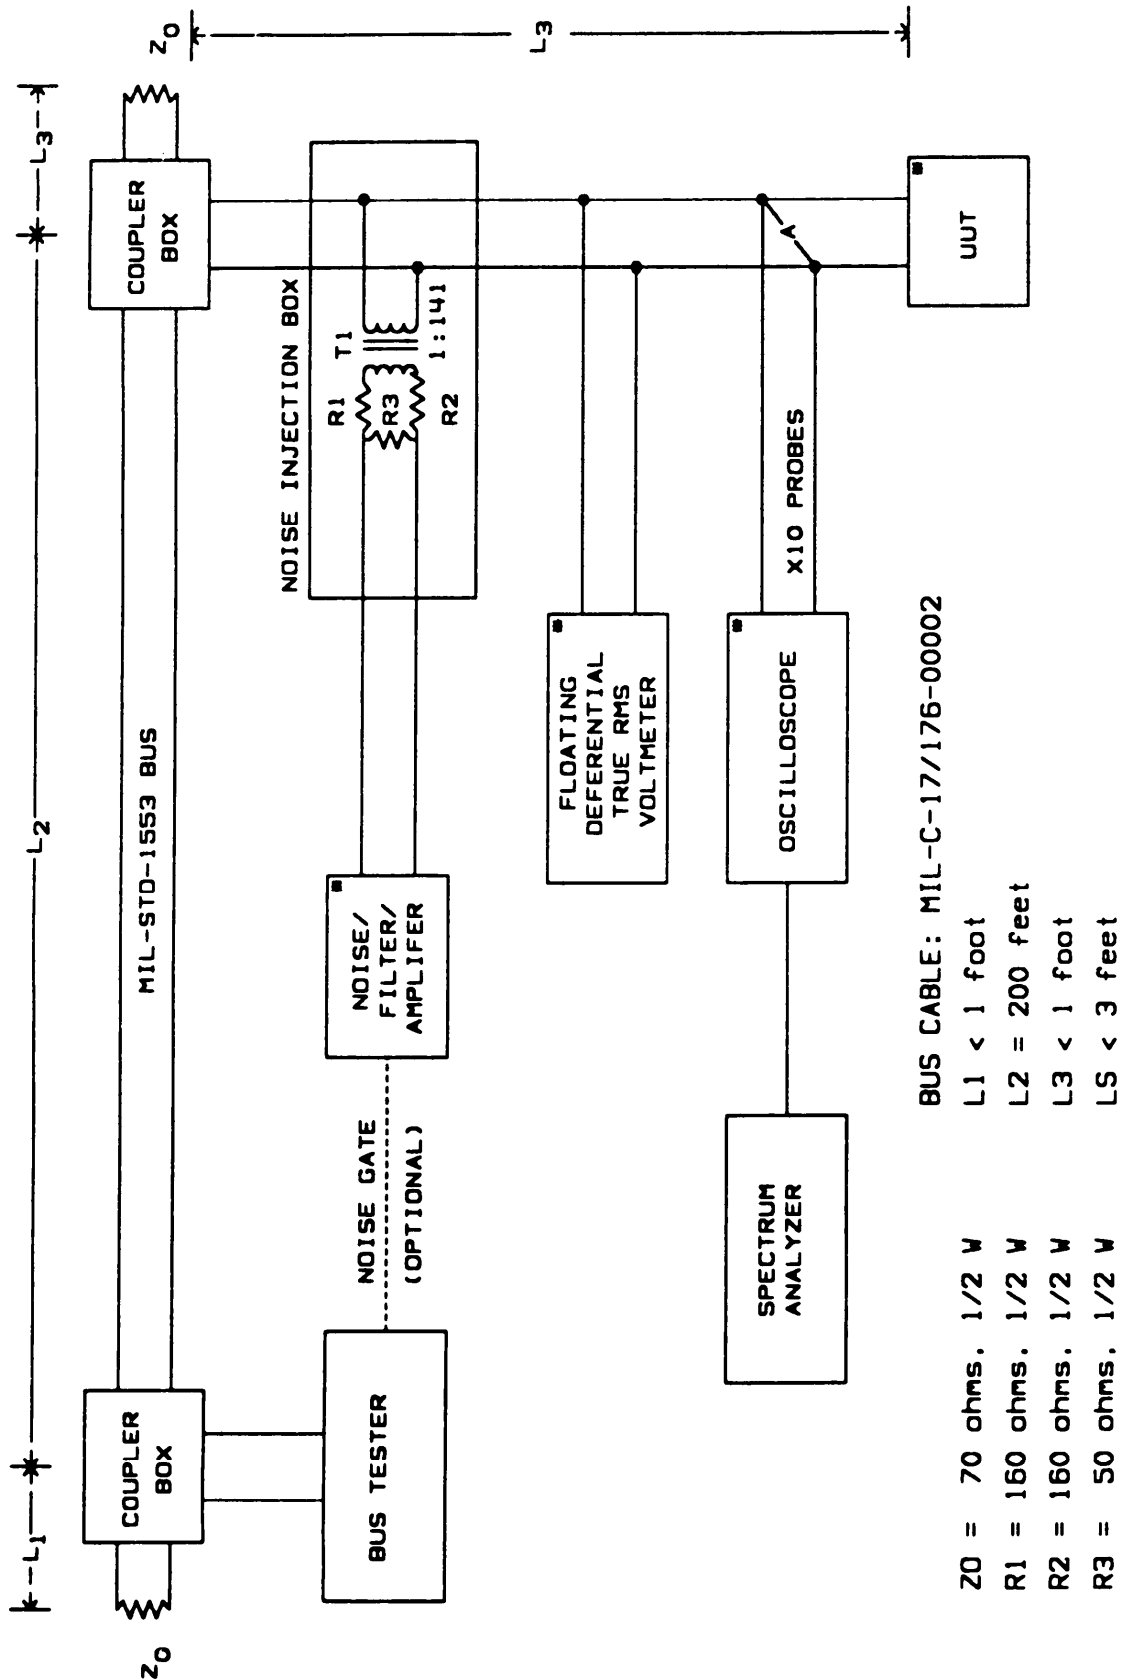 L1
L2
L3
Z0
COUPLER
BOX
MIL-STD-1553 BUS
COUPLER
BOX
Z0
L3
BUS TESTER
NOISE GATE
(OPTIONAL)
NOISE/
FILTER/
AMPLIFER
NOISE INJECTION BOX
R1
R3
R2
T1
1:141
FLOATING
DEFERENTIAL
TRUE RMS
VOLTMETER
SPECTRUM
ANALYZER
OSCILLOSCOPE
X10 PROBES
A
UUT
BUS CABLE: MIL-C-17/176-00002
Z0 = 70 ohms. 1/2 W
L1 < 1 foot
R1 = 160 ohms. 1/2 W
L2 = 200 feet
R2 = 160 ohms. 1/2 W
L3 < 1 foot
R3 = 50 ohms. 1/2 W
LS < 3 feet